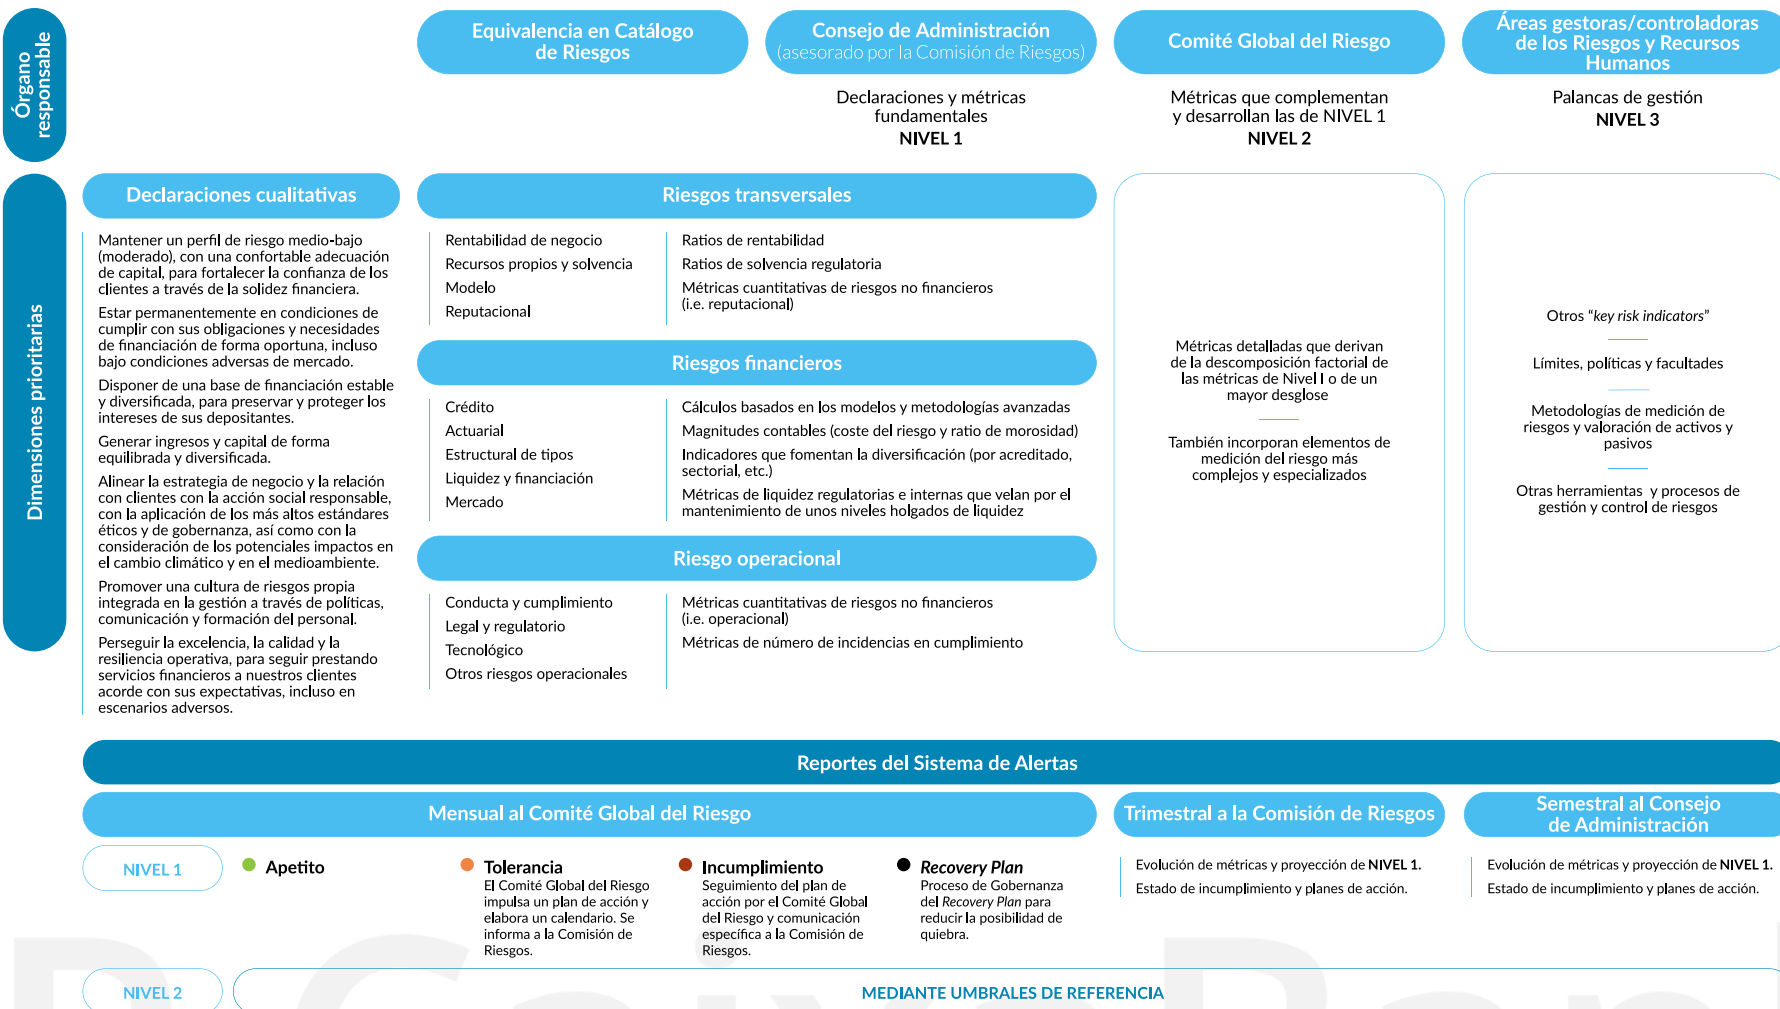 Órgano
responsable
Equivalencia en Catálogo
de Riesgos
Consejo de Administración
(asesorado por la Comisión de Riesgos)
Comité Global del Riesgo
Áreas gestoras/controladoras
de los Riesgos y Recursos
Humanos
Declaraciones y métricas
fundamentales
NIVEL 1
Métricas que complementan
y desarrollan las de NIVEL 1
NIVEL 2
Palancas de gestión
NIVEL 3
Dimensiones prioritarias
Declaraciones cualitativas
Mantener un perfil de riesgo medio-bajo
(moderado), con una confortable adecuación
de capital, para fortalecer la confianza de los
clientes a través de la solidez financiera.
Estar permanentemente en condiciones de
cumplir con sus obligaciones y necesidades
de financiación de forma oportuna, incluso
bajo condiciones adversas de mercado.
Disponer de una base de financiación estable
y diversificada, para preservar y proteger los
intereses de sus depositantes.
Generar ingresos y capital de forma
equilibrada y diversificada.
Alinear la estrategia de negocio y la relación
con clientes con la acción social responsable,
con la aplicación de los más altos estándares
éticos y de gobernanza, así como con la
consideración de los potenciales impactos en
el cambio climático y en el medioambiente.
Promover una cultura de riesgos propia
integrada en la gestión a través de políticas,
comunicación y formación del personal.
Perseguir la excelencia, la calidad y la
resiliencia operativa, para seguir prestando
servicios financieros a nuestros clientes
acorde con sus expectativas, incluso en
escenarios adversos.
Riesgos transversales
Rentabilidad de negocio
Recursos propios y solvencia
Modelo
Reputacional
Ratios de rentabilidad
Ratios de solvencia regulatoria
Métricas cuantitativas de riesgos no financieros
(i.e. reputacional)
Riesgos financieros
Crédito
Actuarial
Estructural de tipos
Liquidez y financiación
Mercado
Cálculos basados en los modelos y metodologías avanzadas
Magnitudes contables (coste del riesgo y ratio de morosidad)
Indicadores que fomentan la diversificación (por acreditado,
sectorial, etc.)
Métricas de liquidez regulatorias e internas que velan por el
mantenimiento de unos niveles holgados de liquidez
Riesgo operacional
Conducta y cumplimiento
Legal y regulatorio
Tecnológico
Otros riesgos operacionales
Métricas cuantitativas de riesgos no financieros
(i.e. operacional)
Métricas de número de incidencias en cumplimiento
Métricas detalladas que derivan
de la descomposición factorial de
las métricas de Nivel I o de un
mayor desglose
También incorporan elementos de
medición del riesgo más
complejos y especializados
Otros "key risk indicators"
Límites, políticas y facultades
Metodologías de medición de
riesgos y valoración de activos y
pasivos
Otras herramientas y procesos de
gestión y control de riesgos
Reportes del Sistema de Alertas
Mensual al Comité Global del Riesgo
Trimestral a la Comisión de Riesgos
Semestral al Consejo
de Administración
NIVEL 1
Apetito
Tolerancia
El Comité Global del Riesgo
impulsa un plan de acción y
elabora un calendario. Se
informa a la Comisión de
Riesgos.
Incumplimiento
Seguimiento del plan de
acción por el Comité Global
del Riesgo y comunicación
específica a la Comisión de
Riesgos.
Recovery Plan
Proceso de Gobernanza
del Recovery Plan para
reducir la posibilidad de
quiebra.
Evolución de métricas y proyección de NIVEL 1.
Estado de incumplimiento y planes de acción.
Evolución de métricas y proyección de NIVEL 1.
Estado de incumplimiento y planes de acción.
NIVEL 2
MEDIANTE UMBRALES DE REFERENCIA